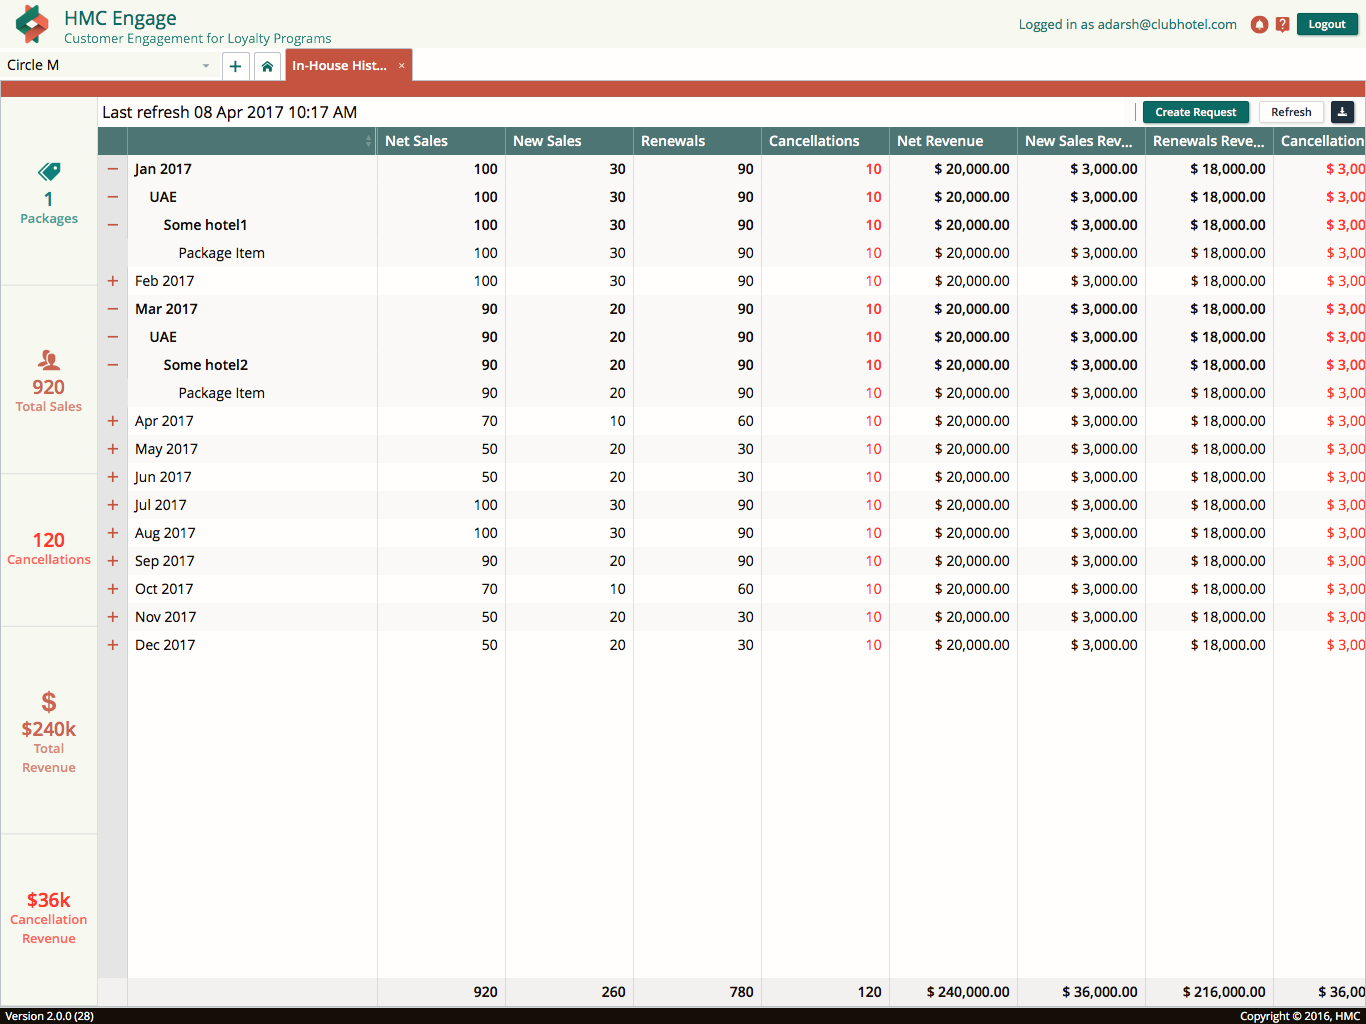 HMC Engage
Customer Engagement for Loyalty Programs
Logged in as adarsh@clubhotel.com ? Logout
Circle M + In-House Hist... ×
Last refresh 08 Apr 2017 10:17 AM Create Request Refresh
Net Sales New Sales Renewals Cancellations Net Revenue New Sales Rev... Renewals Reve... Cancellation
− Jan 2017 100 30 90 10 $ 20,000.00 $ 3,000.00 $ 18,000.00 $ 3,00
− UAE 100 30 90 10 $ 20,000.00 $ 3,000.00 $ 18,000.00 $ 3,00
− Some hotel1 100 30 90 10 $ 20,000.00 $ 3,000.00 $ 18,000.00 $ 3,00
Package Item 100 30 90 10 $ 20,000.00 $ 3,000.00 $ 18,000.00 $ 3,00
+ Feb 2017 100 30 90 10 $ 20,000.00 $ 3,000.00 $ 18,000.00 $ 3,00
− Mar 2017 90 20 90 10 $ 20,000.00 $ 3,000.00 $ 18,000.00 $ 3,00
− UAE 90 20 90 10 $ 20,000.00 $ 3,000.00 $ 18,000.00 $ 3,00
− Some hotel2 90 20 90 10 $ 20,000.00 $ 3,000.00 $ 18,000.00 $ 3,00
Package Item 90 20 90 10 $ 20,000.00 $ 3,000.00 $ 18,000.00 $ 3,00
+ Apr 2017 70 10 60 10 $ 20,000.00 $ 3,000.00 $ 18,000.00 $ 3,00
+ May 2017 50 20 30 10 $ 20,000.00 $ 3,000.00 $ 18,000.00 $ 3,00
+ Jun 2017 50 20 30 10 $ 20,000.00 $ 3,000.00 $ 18,000.00 $ 3,00
+ Jul 2017 100 30 90 10 $ 20,000.00 $ 3,000.00 $ 18,000.00 $ 3,00
+ Aug 2017 100 30 90 10 $ 20,000.00 $ 3,000.00 $ 18,000.00 $ 3,00
+ Sep 2017 90 20 90 10 $ 20,000.00 $ 3,000.00 $ 18,000.00 $ 3,00
+ Oct 2017 70 10 60 10 $ 20,000.00 $ 3,000.00 $ 18,000.00 $ 3,00
+ Nov 2017 50 20 30 10 $ 20,000.00 $ 3,000.00 $ 18,000.00 $ 3,00
+ Dec 2017 50 20 30 10 $ 20,000.00 $ 3,000.00 $ 18,000.00 $ 3,00
920 260 780 120 $ 240,000.00 $ 36,000.00 $ 216,000.00 $ 36,00
1
Packages
920
Total Sales
120
Cancellations
$
$240k
Total
Revenue
$36k
Cancellation
Revenue
Version 2.0.0 (28) Copyright © 2016, HMC